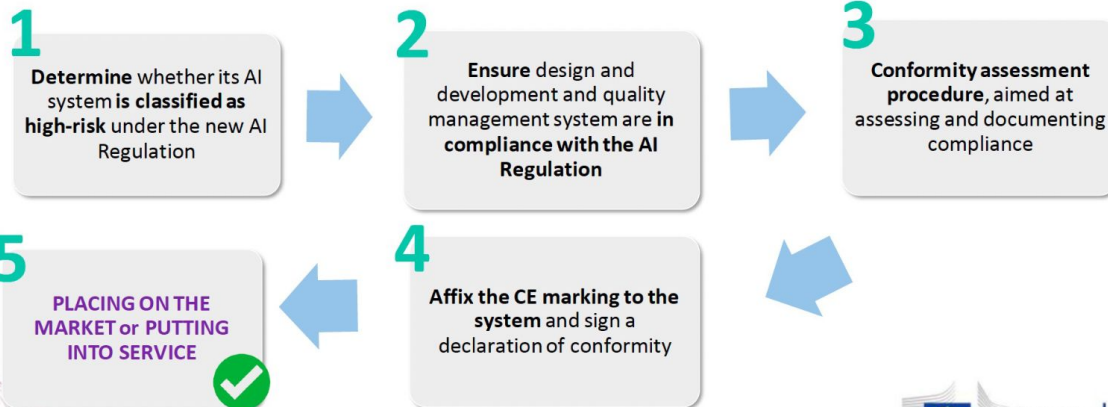 1
Determine whether its AI
system is classified as
high-risk under the new AI
Regulation
2
Ensure design and
development and quality
management system are in
compliance with the AI
Regulation
3
Conformity assessment
procedure, aimed at
assessing and documenting
compliance
4
Affix the CE marking to the
system and sign a
declaration of conformity
5
PLACING ON THE
MARKET or PUTTING
INTO SERVICE